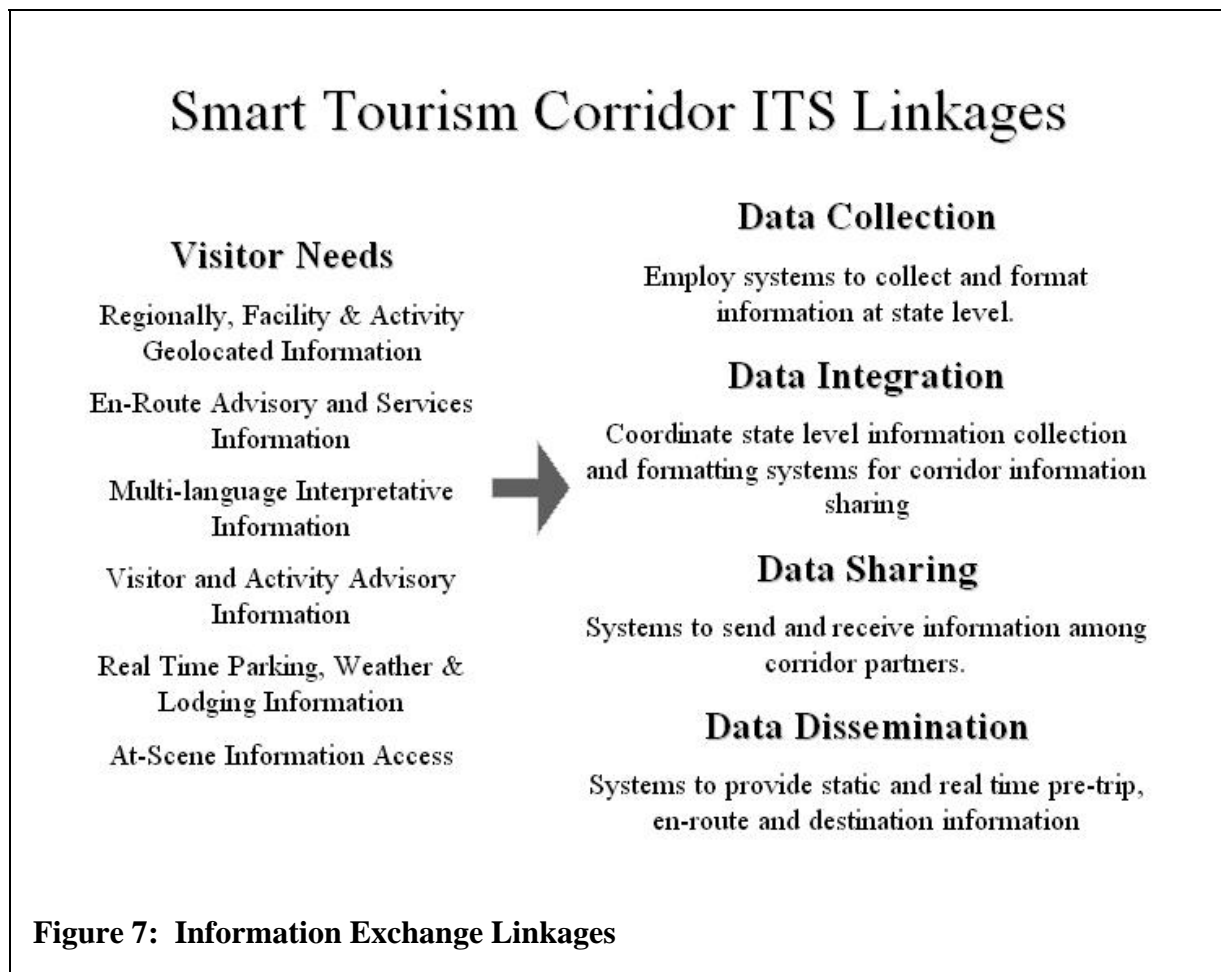 Smart Tourism Corridor ITS Linkages
Visitor Needs
Regionally, Facility & Activity
Geolocated Information
En-Route Advisory and Services
Information
Multi-language Interpretative
Information
Visitor and Activity Advisory
Information
Real Time Parking, Weather &
Lodging Information
At-Scene Information Access
Data Collection
Employ systems to collect and format
information at state level.
Data Integration
Coordinate state level information collection
and formatting systems for corridor information
sharing
Data Sharing
Systems to send and receive information among
corridor partners.
Data Dissemination
Systems to provide static and real time pre-trip,
en-route and destination information
Figure 7: Information Exchange Linkages